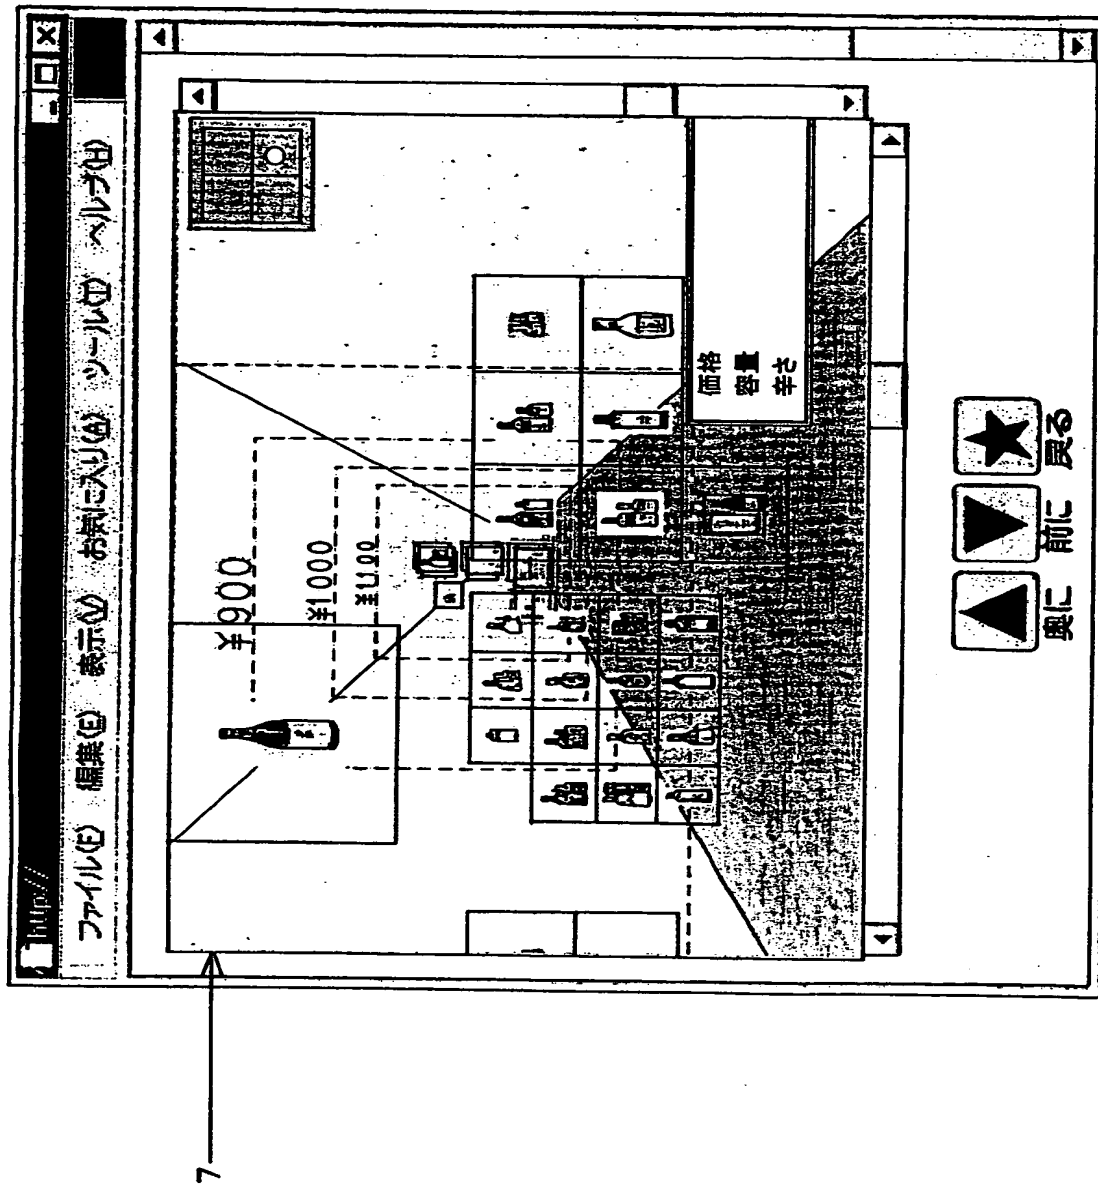 http://
ファイル(F) 編集(E) 表示(V) お気に入り(A) ツール(T) ヘルプ(H)
¥900
¥1000
¥1100
価格
容量
辛さ
奥に 前に 戻る
7